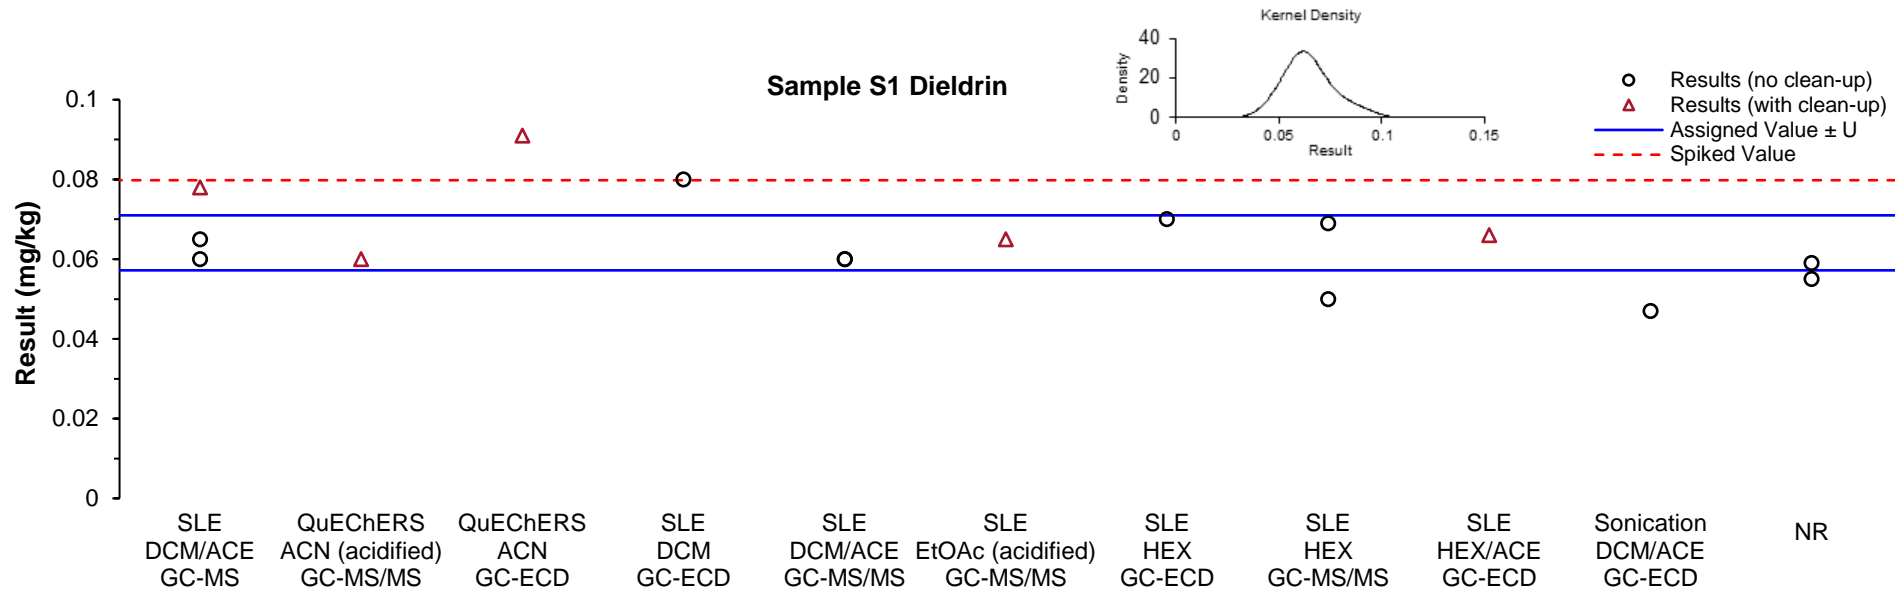 Kernel Density
Density
40
20
0
0
0.05
0.1
0.15
Result
Sample S1 Dieldrin
Results (no clean-up)
Results (with clean-up)
Assigned Value ± U
Spiked Value
Result (mg/kg)
0.1
0.08
0.06
0.04
0.02
0
SLE
DCM/ACE
GC-MS
QuEChERS
ACN (acidified)
GC-MS/MS
QuEChERS
ACN
GC-ECD
SLE
DCM
GC-ECD
SLE
DCM/ACE
GC-MS/MS
SLE
EtOAc (acidified)
GC-MS/MS
SLE
HEX
GC-ECD
SLE
HEX
GC-MS/MS
SLE
HEX/ACE
GC-ECD
Sonication
DCM/ACE
GC-ECD
NR